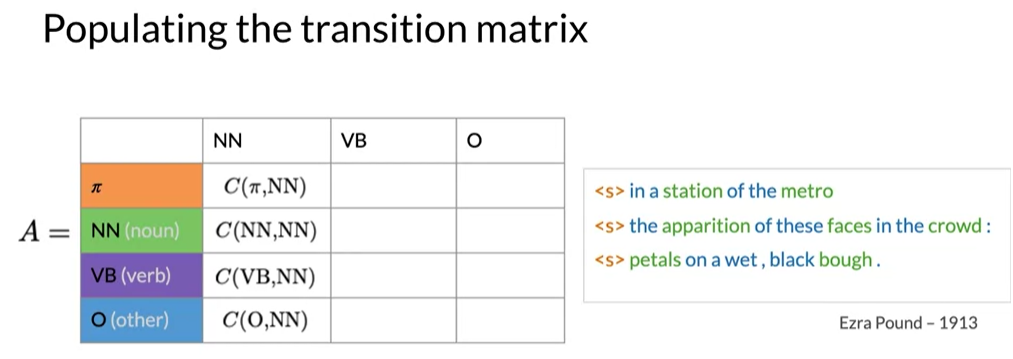 Populating the transition matrix
NN VB O
π C(π,NN)
A = NN (noun) C(NN,NN)
VB (verb) C(VB,NN)
O (other) C(O,NN)
<s> in a station of the metro
<s> the apparition of these faces in the crowd :
<s> petals on a wet , black bough .
Ezra Pound – 1913